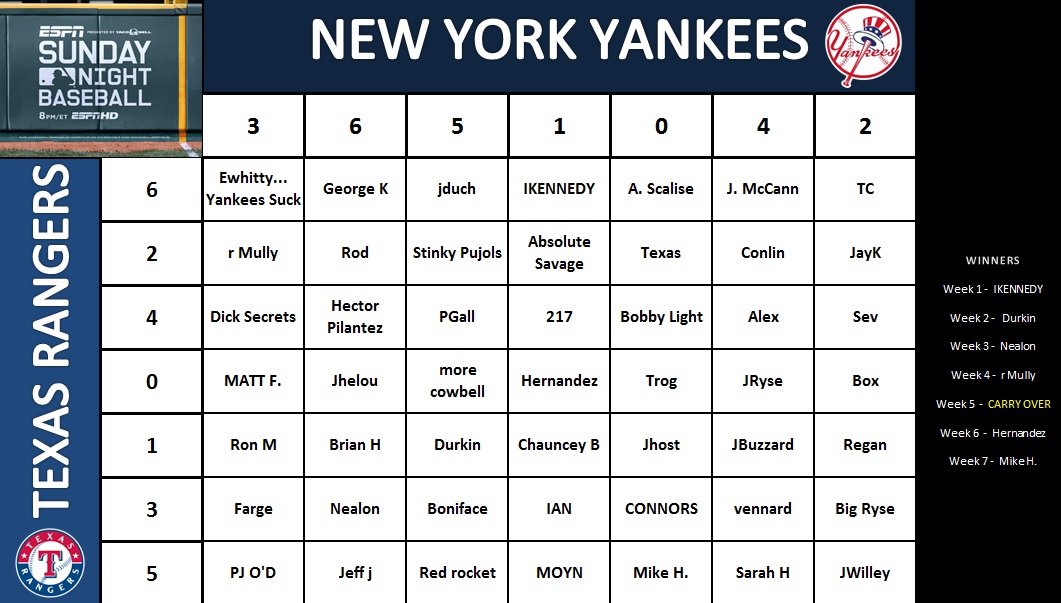 ESPN PRESENTED BY TACO BELL
SUNDAY
NIGHT
BASEBALL
8PM/ET ESPN HD
NEW YORK YANKEES
Yankees
3 6 5 1 0 4 2
TEXAS RANGERS
TEXAS
T
RANGERS
6 Ewhitty... Yankees Suck George K jduch IKENNEDY A. Scalise J. McCann TC
2 r Mully Rod Stinky Pujols Absolute Savage Texas Conlin JayK
4 Dick Secrets Hector Pilantez PGall 217 Bobby Light Alex Sev
0 MATT F. Jhelou more cowbell Hernandez Trog JRyse Box
1 Ron M Brian H Durkin Chauncey B Jhost JBuzzard Regan
3 Farge Nealon Boniface IAN CONNORS vennard Big Ryse
5 PJ O'D Jeff j Red rocket MOYN Mike H. Sarah H JWilley
WINNERS
Week 1 - IKENNEDY
Week 2 - Durkin
Week 3 - Nealon
Week 4 - r Mully
Week 5 - CARRY OVER
Week 6 - Hernandez
Week 7 - Mike H.